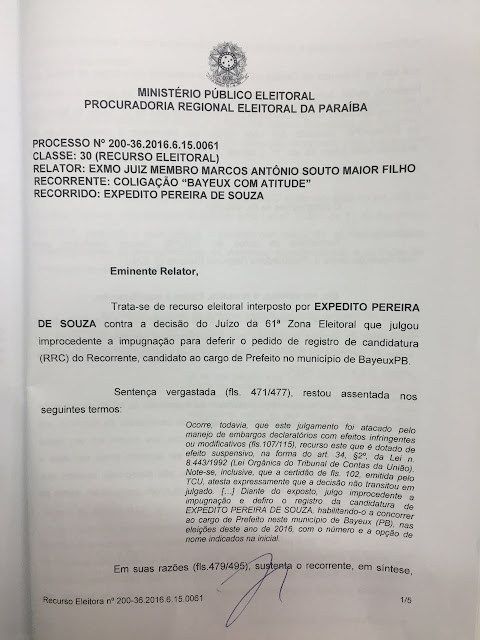 MINISTÉRIO PÚBLICO ELEITORAL
PROCURADORIA REGIONAL ELEITORAL DA PARAÍBA
PROCESSO Nº 200-36.2016.6.15.0061
CLASSE: 30 (RECURSO ELEITORAL)
RELATOR: EXMO JUIZ MEMBRO MARCOS ANTÔNIO SOUTO MAIOR FILHO
RECORRENTE: COLIGAÇÃO "BAYEUX COM ATITUDE"
RECORRIDO: EXPEDITO PEREIRA DE SOUZA
Eminente Relator,
Trata-se de recurso eleitoral interposto por EXPEDITO PEREIRA
DE SOUZA contra a decisão do Juízo da 61ª Zona Eleitoral que julgou
improcedente a impugnação para deferir o pedido de registro de candidatura
(RRC) do Recorrente, candidato ao cargo de Prefeito no município de BayeuxPB.
Sentença vergastada (fls. 471/477), restou assentada nos
seguintes termos:
Ocorre, todavia, que este julgamento foi atacado pelo
manejo de embargos declaratórios com efeitos infringentes
ou modificativos (fls.107/115), recurso este que é dotado de
efeito suspensivo, na forma do art. 34, §2º, da Lei n.
8.443/1992 (Lei Orgânica do Tribunal de Contas da União).
Note-se, inclusive, que a certidão de fls. 102, emitida pelo
TCU, atesta expressamente que a decisão não transitou em
julgado. [...] Diante do exposto, julgo improcedente a
impugnação e defiro o registro da candidatura de
EXPEDITO PEREIRA DE SOUZA, habilitando-o a concorrer
ao cargo de Prefeito neste município de Bayeux (PB), nas
eleições deste ano de 2016, com o número e a opção de
nome indicados na inicial.
Em suas razões (fls.479/495), sustenta o recorrente, em síntese,
Recurso Eleitora nº 200-36.2016.6.15.0061 1/5